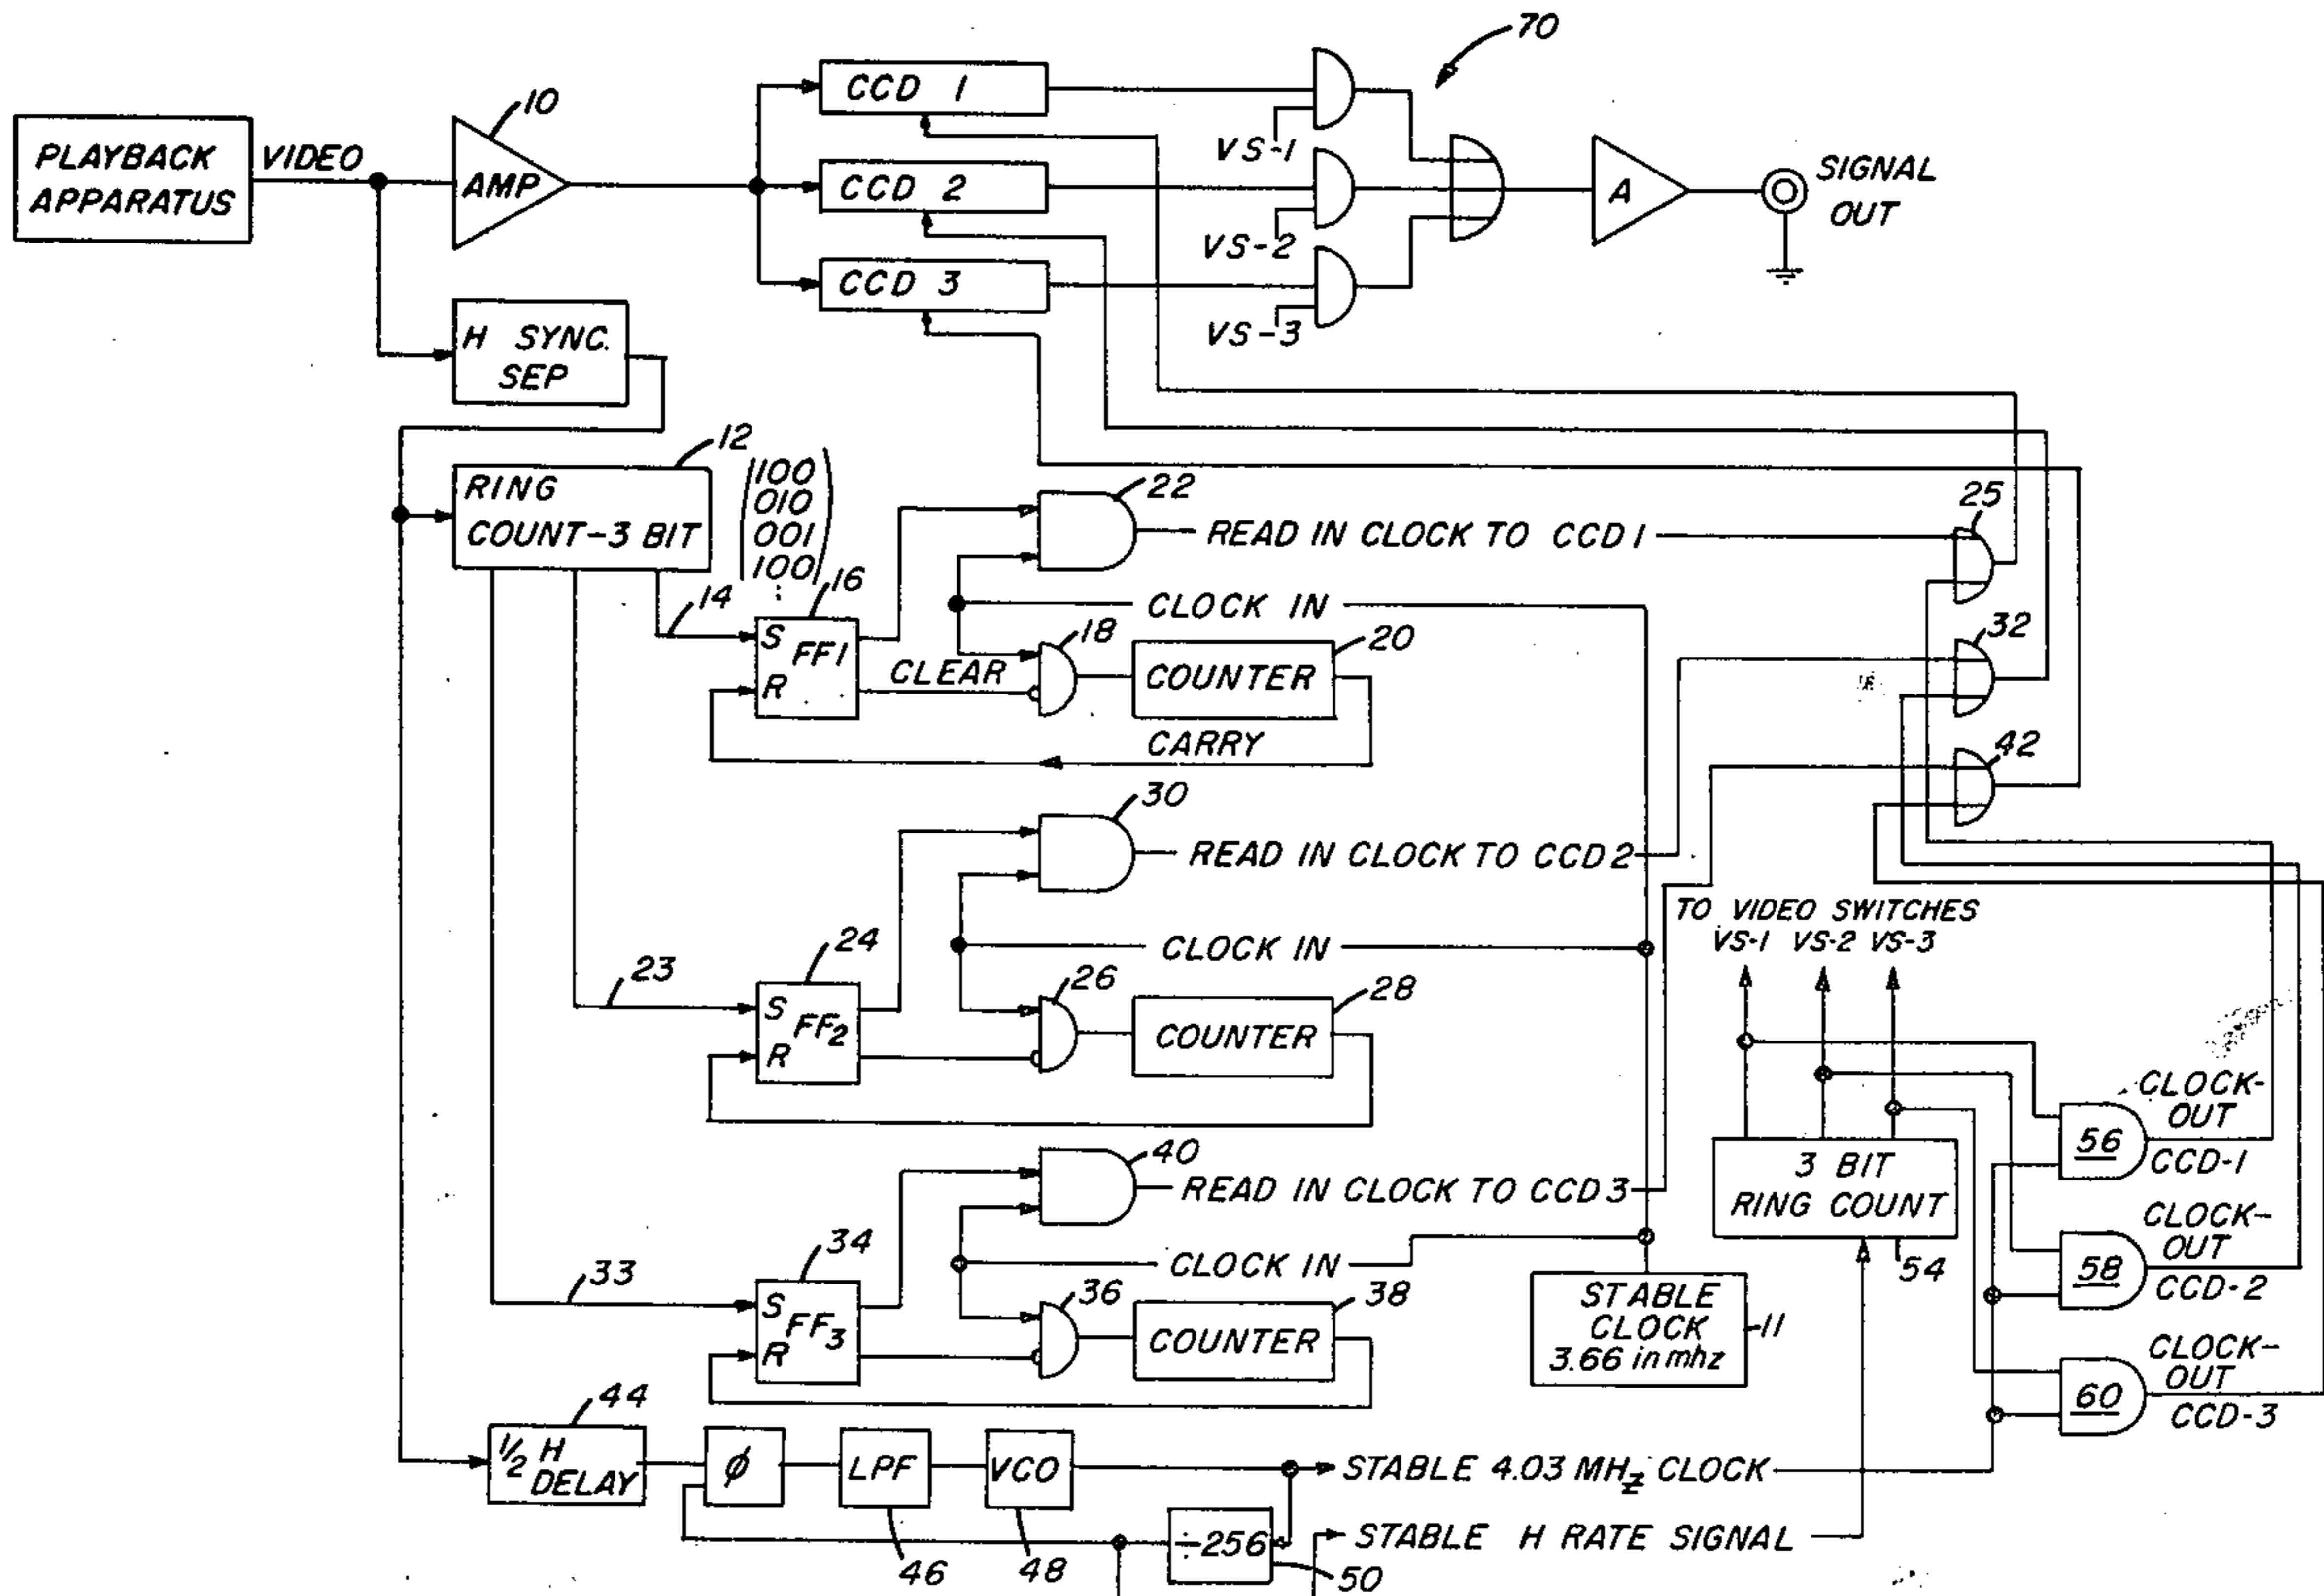 70
10
PLAYBACK
APPARATUS
VIDEO
AMP
CCD 1
CCD 2
CCD 3
VS-1
VS-2
VS-3
A
SIGNAL
OUT
H SYNC.
SEP
12
RING
COUNT-3 BIT
100
010
001
100
14
16
S
FF1
R
CLEAR
18
20
COUNTER
CARRY
22
READ IN CLOCK TO CCD 1
CLOCK IN
25
32
42
30
READ IN CLOCK TO CCD 2
CLOCK IN
23
24
S
FF2
R
26
28
COUNTER
TO VIDEO SWITCHES
VS-1 VS-2 VS-3
40
READ IN CLOCK TO CCD 3
CLOCK IN
33
34
S
FF3
R
36
38
COUNTER
STABLE
CLOCK
3.66 in mhz
11
3 BIT
RING COUNT
54
56
CLOCK-
OUT
CCD-1
58
CLOCK-
OUT
CCD-2
60
CLOCK-
OUT
CCD-3
44
1/2 H
DELAY
φ
LPF
46
VCO
48
STABLE 4.03 MHz CLOCK
÷256
50
STABLE H RATE SIGNAL